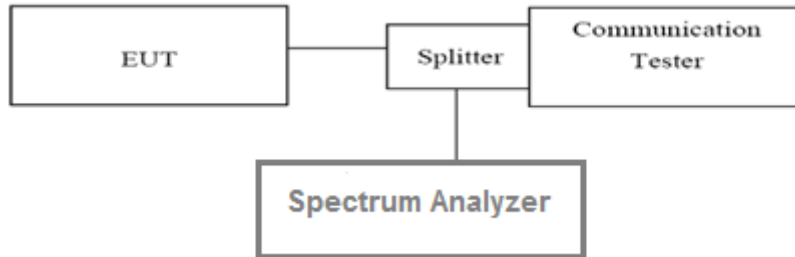 EUT
Splitter
Communication
Tester
Spectrum Analyzer